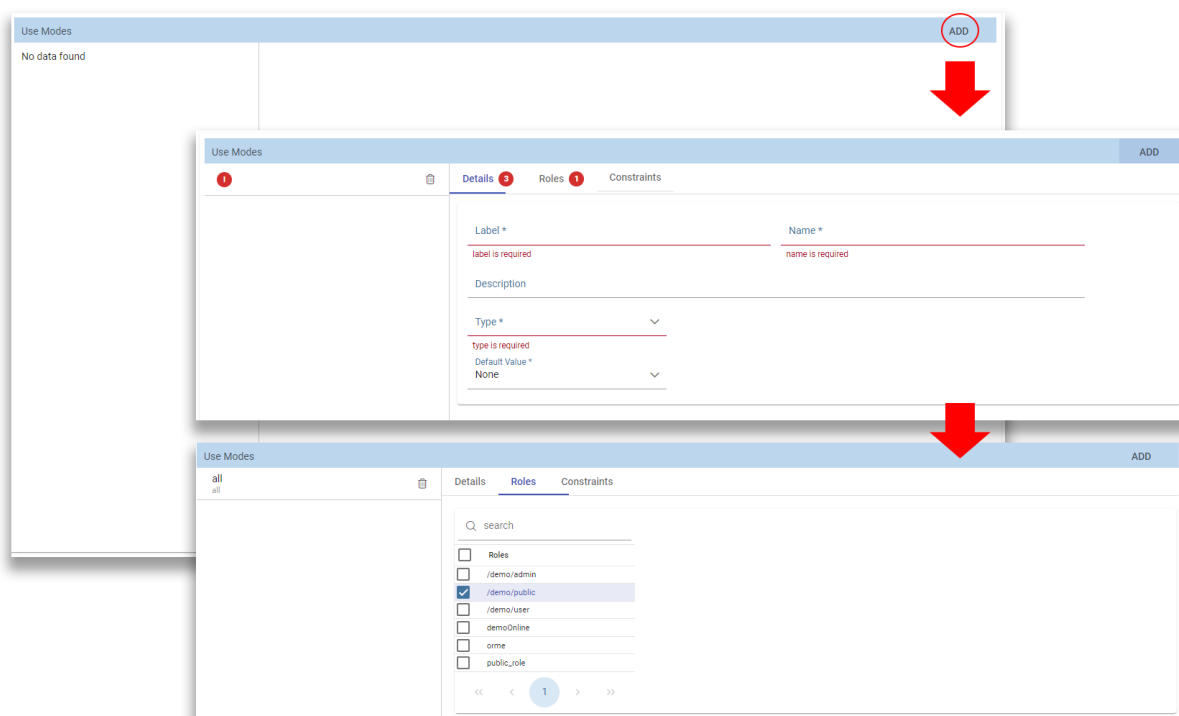 Use Modes ADD
No data found
Use Modes ADD
! Details 3 Roles 1 Constraints
Label * Name *
label is required name is required
Description
Type *
type is required
Default Value *
None
Use Modes ADD
all Details Roles Constraints
all
search
Roles
/demo/admin
/demo/public
/demo/user
demoOnline
orme
public_role
<< < 1 > >>